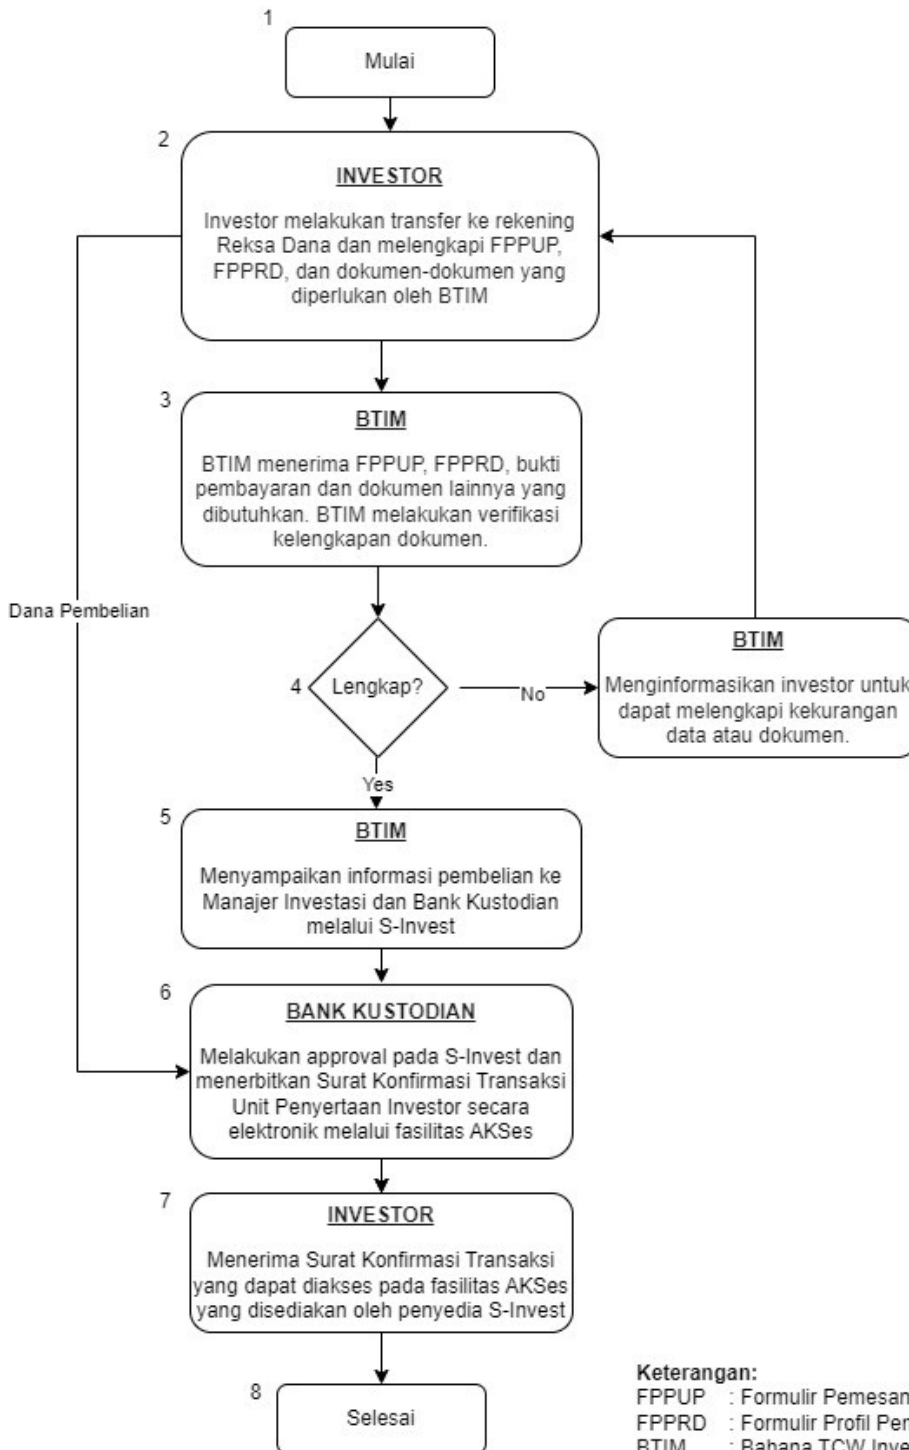 1
Mulai
2
INVESTOR
Investor melakukan transfer ke rekening
Reksa Dana dan melengkapi FPPUP,
FPPRD, dan dokumen-dokumen yang
diperlukan oleh BTIM
3
BTIM
BTIM menerima FPPUP, FPPRD, bukti
pembayaran dan dokumen lainnya yang
dibutuhkan. BTIM melakukan verifikasi
kelengkapan dokumen.
Dana Pembelian
4
Lengkap?
No
BTIM
Menginformasikan investor untuk
dapat melengkapi kekurangan
data atau dokumen.
Yes
5
BTIM
Menyampaikan informasi pembelian ke
Manajer Investasi dan Bank Kustodian
melalui S-Invest
6
BANK KUSTODIAN
Melakukan approval pada S-Invest dan
menerbitkan Surat Konfirmasi Transaksi
Unit Penyertaan Investor secara
elektronik melalui fasilitas AKSes
7
INVESTOR
Menerima Surat Konfirmasi Transaksi
yang dapat diakses pada fasilitas AKSes
yang disediakan oleh penyedia S-Invest
8
Selesai
Keterangan:
FPPUP : Formulir Pemesan
FPPRD : Formulir Profil Pem
BTIM : Bahana TCW Inve